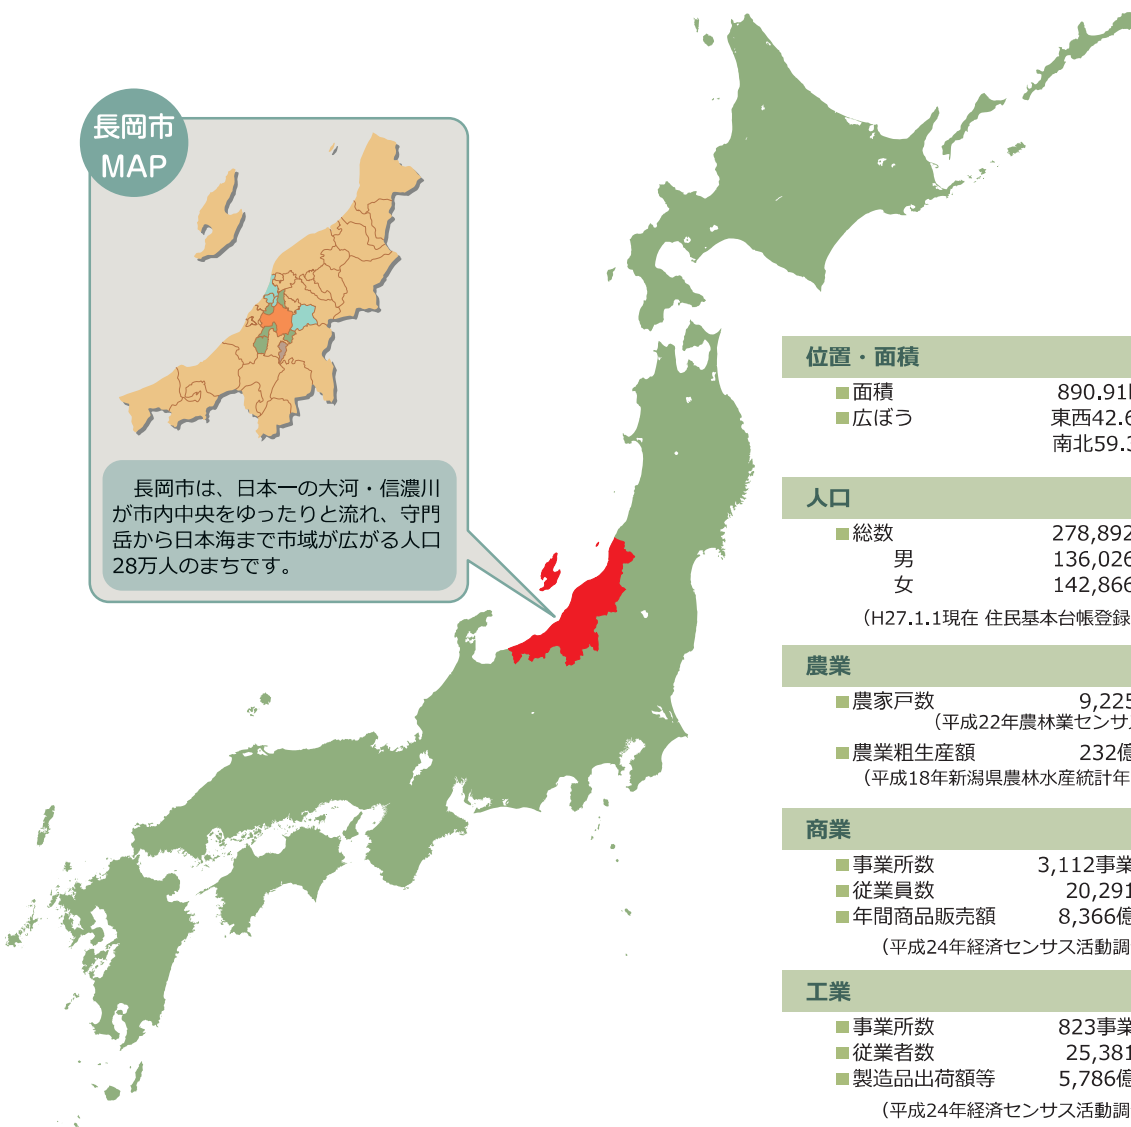 長岡市
MAP
長岡市は、日本一の大河・信濃川
が市内中央をゆったりと流れ、守門
岳から日本海まで市域が広がる人口
28万人のまちです。
位置・面積
■面積 890.91
■広ぼう 東西42.6
南北59.3
人口
■総数 278,892
男 136,026
女 142,866
（H27.1.1現在 住民基本台帳登録
農業
■農家戸数 9,225
（平成22年農林業センサ
■農業粗生産額 232億
（平成18年新潟県農林水産統計年
商業
■事業所数 3,112事業
■従業員数 20,291
■年間商品販売額 8,366億
（平成24年経済センサス活動調
工業
■事業所数 823事業
■従業者数 25,381
■製造品出荷額等 5,786億
（平成24年経済センサス活動調